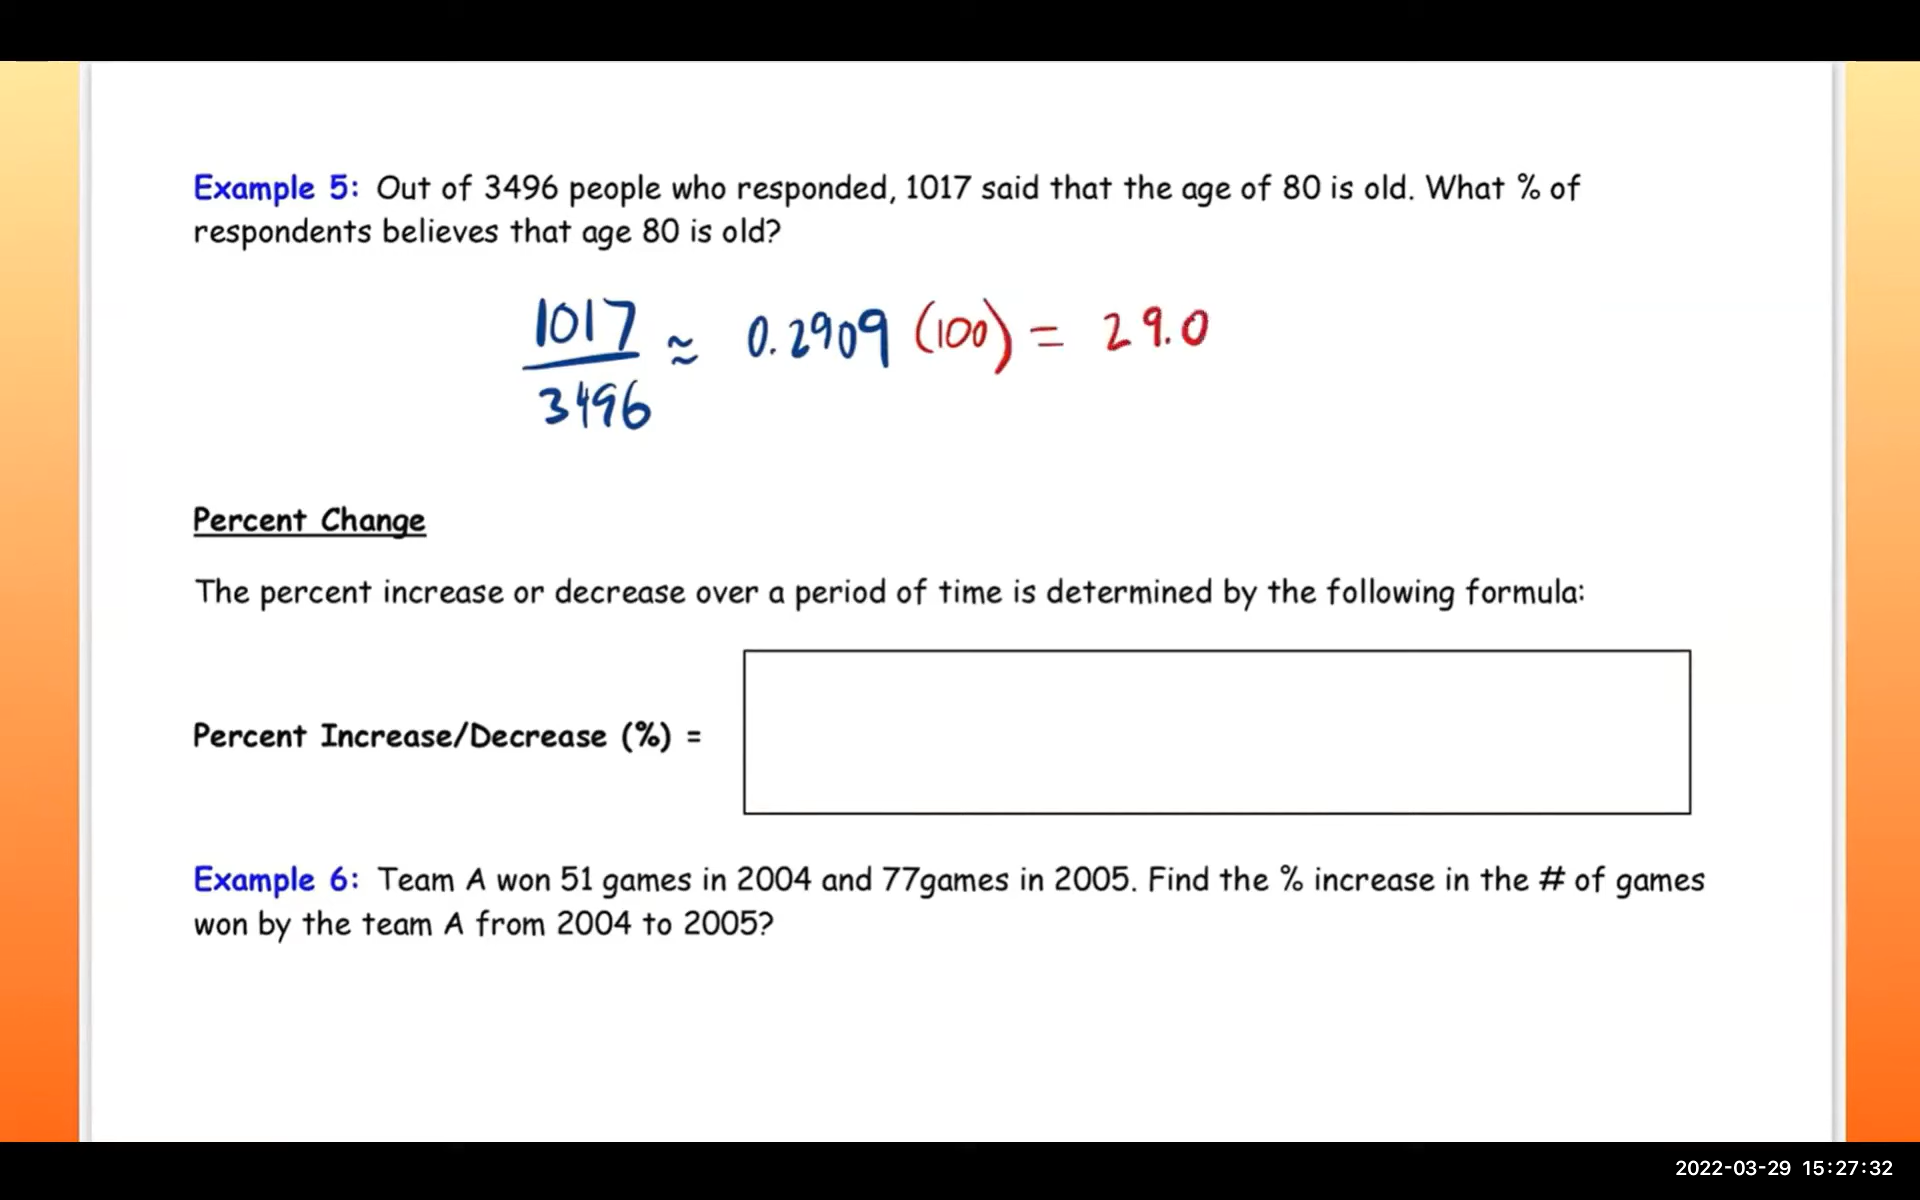 Example 5: Out of 3496 people who responded, 1017 said that the age of 80 is old. What % of
respondents believes that age 80 is old?
1017
3496
≈ 0.2909 (100) = 29.0
Percent Change
The percent increase or decrease over a period of time is determined by the following formula:
Percent Increase/Decrease (%) =
Example 6: Team A won 51 games in 2004 and 77games in 2005. Find the % increase in the # of games
won by the team A from 2004 to 2005?
2022-03-29 15:27:32